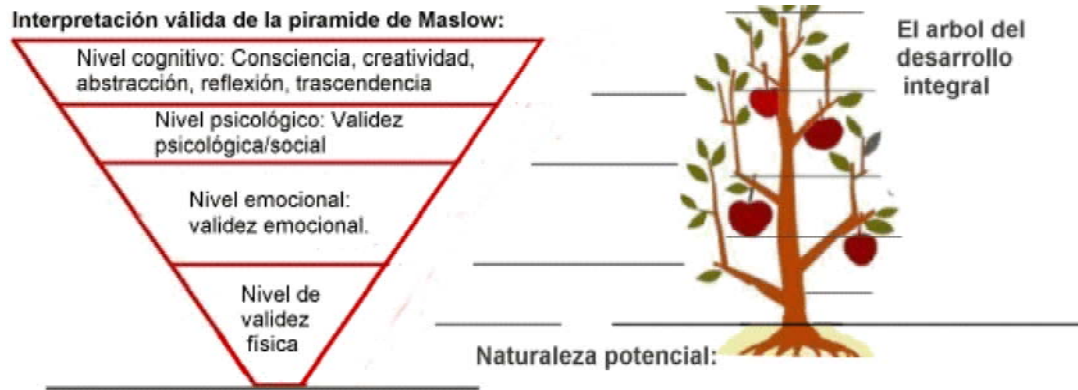 Interpretación válida de la piramide de Maslow:
Nivel cognitivo: Consciencia, creatividad,
abstracción, reflexión, trascendencia
Nivel psicológico: Validez
psicológica/social
Nivel emocional:
validez emocional.
Nivel de
validez
física
El arbol del
desarrollo
integral
Naturaleza potencial: